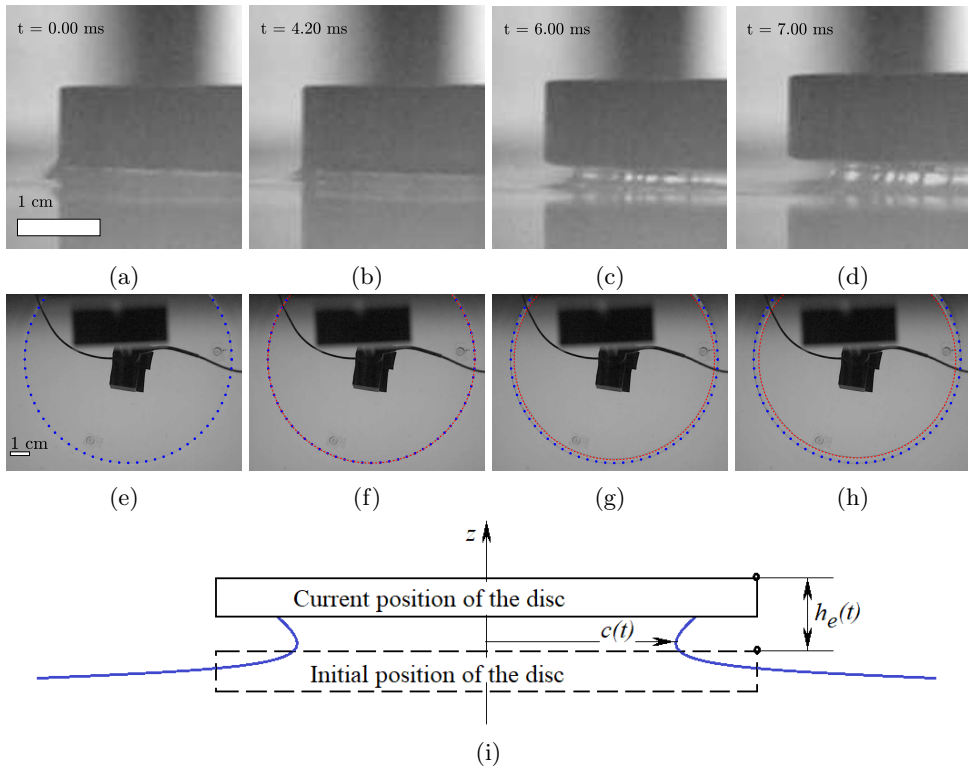 t = 0.00 ms
t = 4.20 ms
t = 6.00 ms
t = 7.00 ms
1 cm
(a)
(b)
(c)
(d)
1 cm
(e)
(f)
(g)
(h)
z
Current position of the disc
c(t)
h_e(t)
Initial position of the disc
(i)